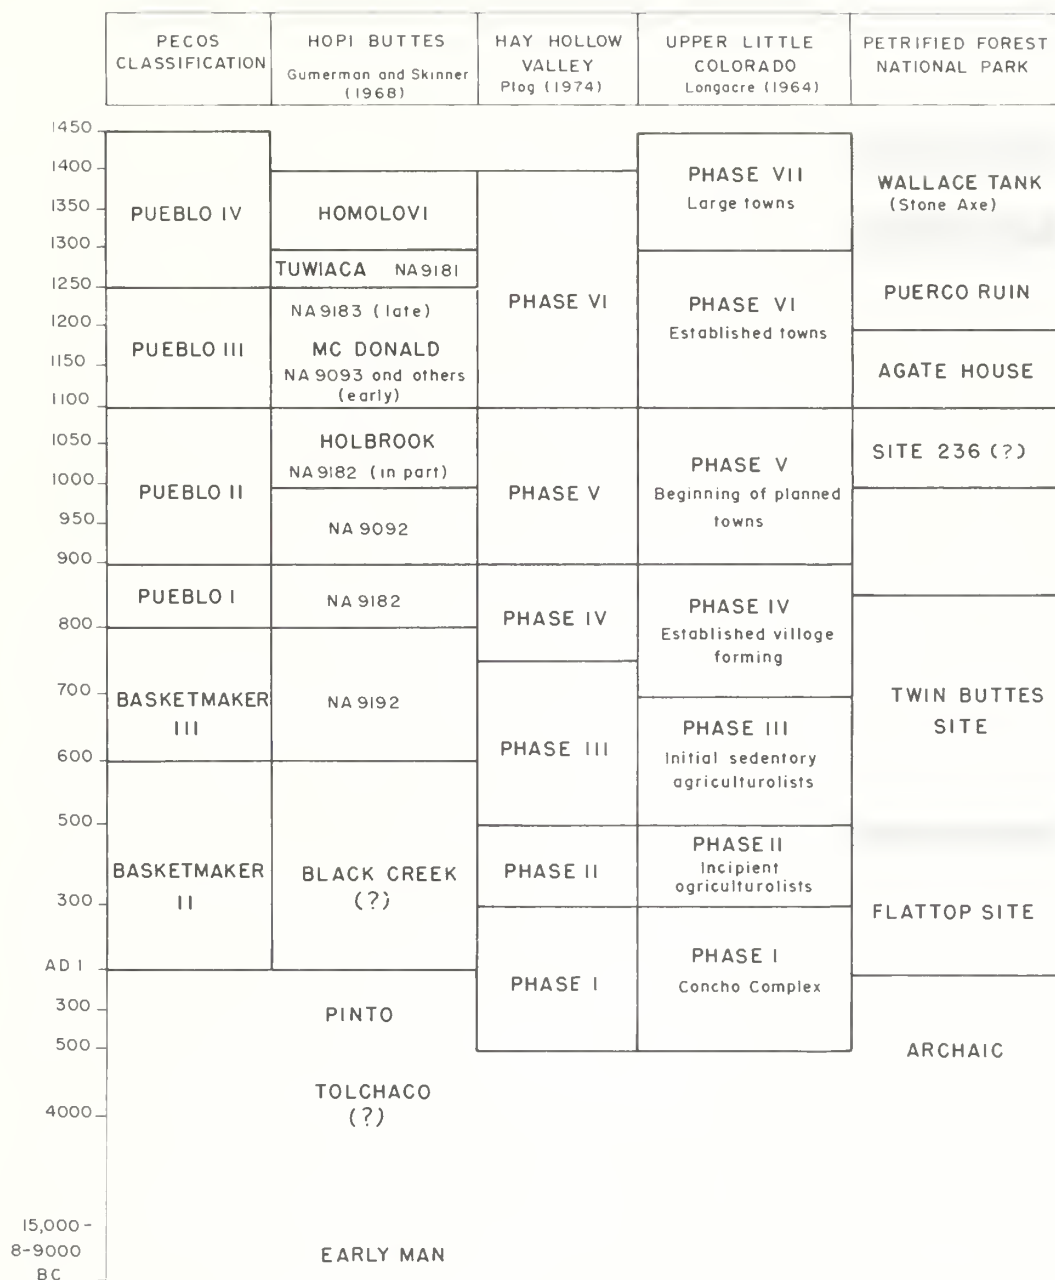 PECOS
CLASSIFICATION
HOPI BUTTES
Gumerman and Skinner
(1968)
HAY HOLLOW
VALLEY
Plog (1974)
UPPER LITTLE
COLORADO
Longacre (1964)
PETRIFIED FOREST
NATIONAL PARK
1450
1400
1350
1300
1250
1200
1150
1100
1050
1000
950
900
800
700
600
500
300
AD 1
300
500
4000
15,000-
8-9000
BC
PUEBLO IV
PUEBLO III
PUEBLO II
PUEBLO I
BASKETMAKER
III
BASKETMAKER
II
HOMOLOVI
TUWIACA NA9181
NA9183 (late)
MC DONALD
NA 9093 and others
(early)
HOLBROOK
NA9182 (in part)
NA 9092
NA 9182
NA 9192
BLACK CREEK
(?)
PINTO
TOLCHACO
(?)
EARLY MAN
PHASE VI
PHASE V
PHASE IV
PHASE III
PHASE II
PHASE I
PHASE VII
Large towns
PHASE VI
Established towns
PHASE V
Beginning of planned
towns
PHASE IV
Established villoge
forming
PHASE III
Initial sedentory
agriculturolists
PHASE II
Incipient
ogriculturolists
PHASE I
Concho Complex
WALLACE TANK
(Stone Axe)
PUERCO RUIN
AGATE HOUSE
SITE 236 (?)
TWIN BUTTES
SITE
FLATTOP SITE
ARCHAIC